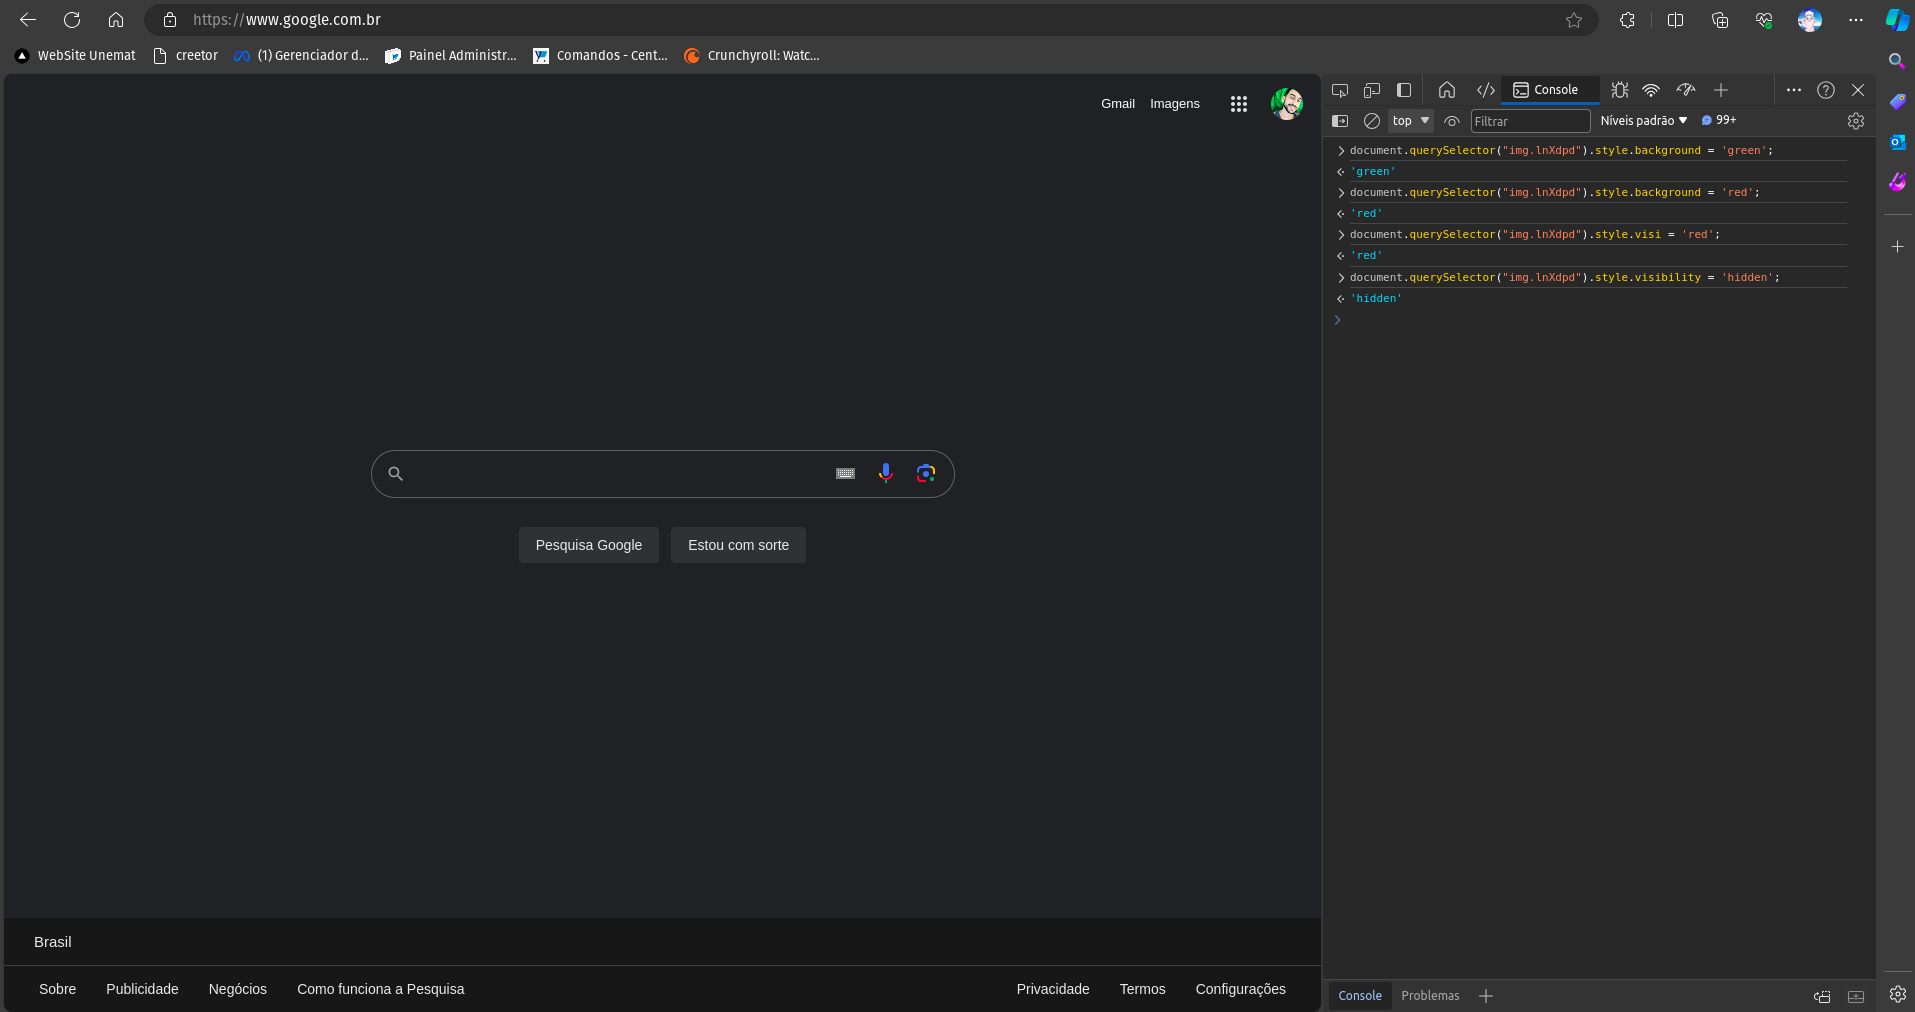 https://www.google.com.br
WebSite Unemat creetor (1) Gerenciador d... Painel Administr... Comandos - Cent... Crunchyroll: Watc...
Gmail Imagens
Pesquisa Google Estou com sorte
Brasil
Sobre Publicidade Negócios Como funciona a Pesquisa Privacidade Termos Configurações
Console
top Filtrar Níveis padrão 99+
document.querySelector("img.lnXdpd").style.background = 'green';
'green'
document.querySelector("img.lnXdpd").style.background = 'red';
'red'
document.querySelector("img.lnXdpd").style.visi = 'red';
'red'
document.querySelector("img.lnXdpd").style.visibility = 'hidden';
'hidden'
Console Problemas